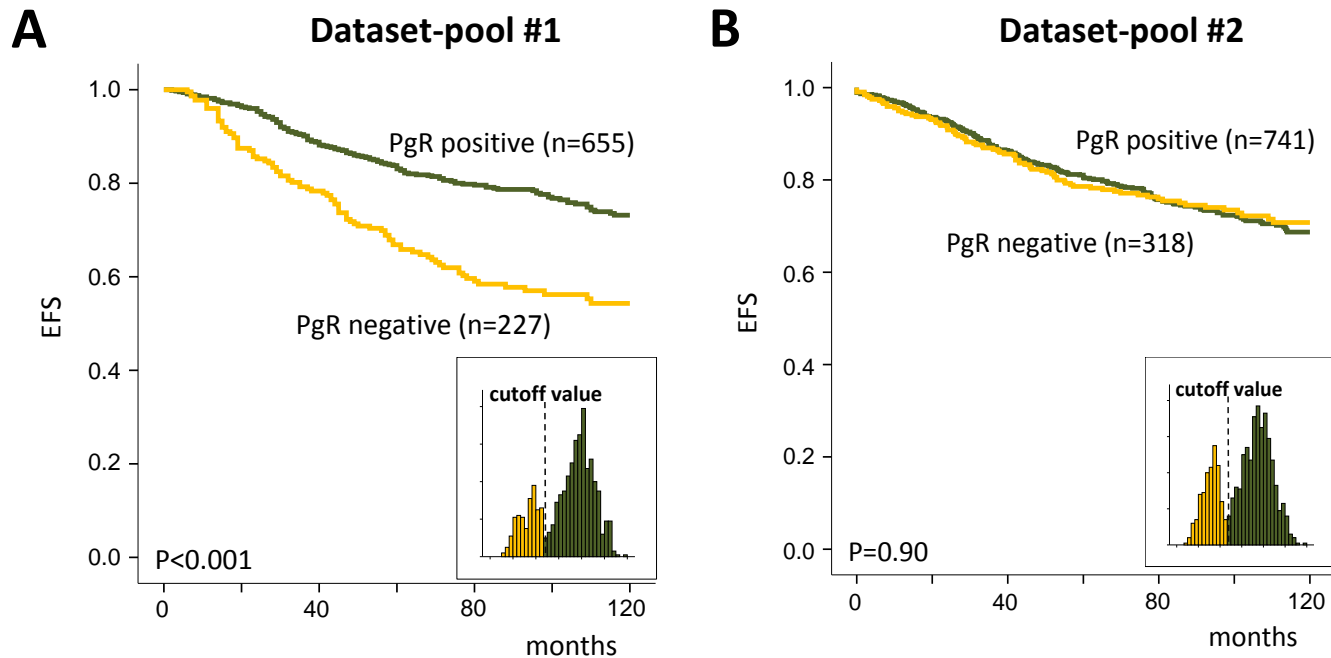 A
Dataset-pool #1
1.0
0.8
0.6
0.4
0.2
0.0
EFS
PgR positive (n=655)
PgR negative (n=227)
cutoff value
P<0.001
0
40
80
120
months
B
Dataset-pool #2
1.0
0.8
0.6
0.4
0.2
0.0
EFS
PgR positive (n=741)
PgR negative (n=318)
cutoff value
P=0.90
0
40
80
120
months